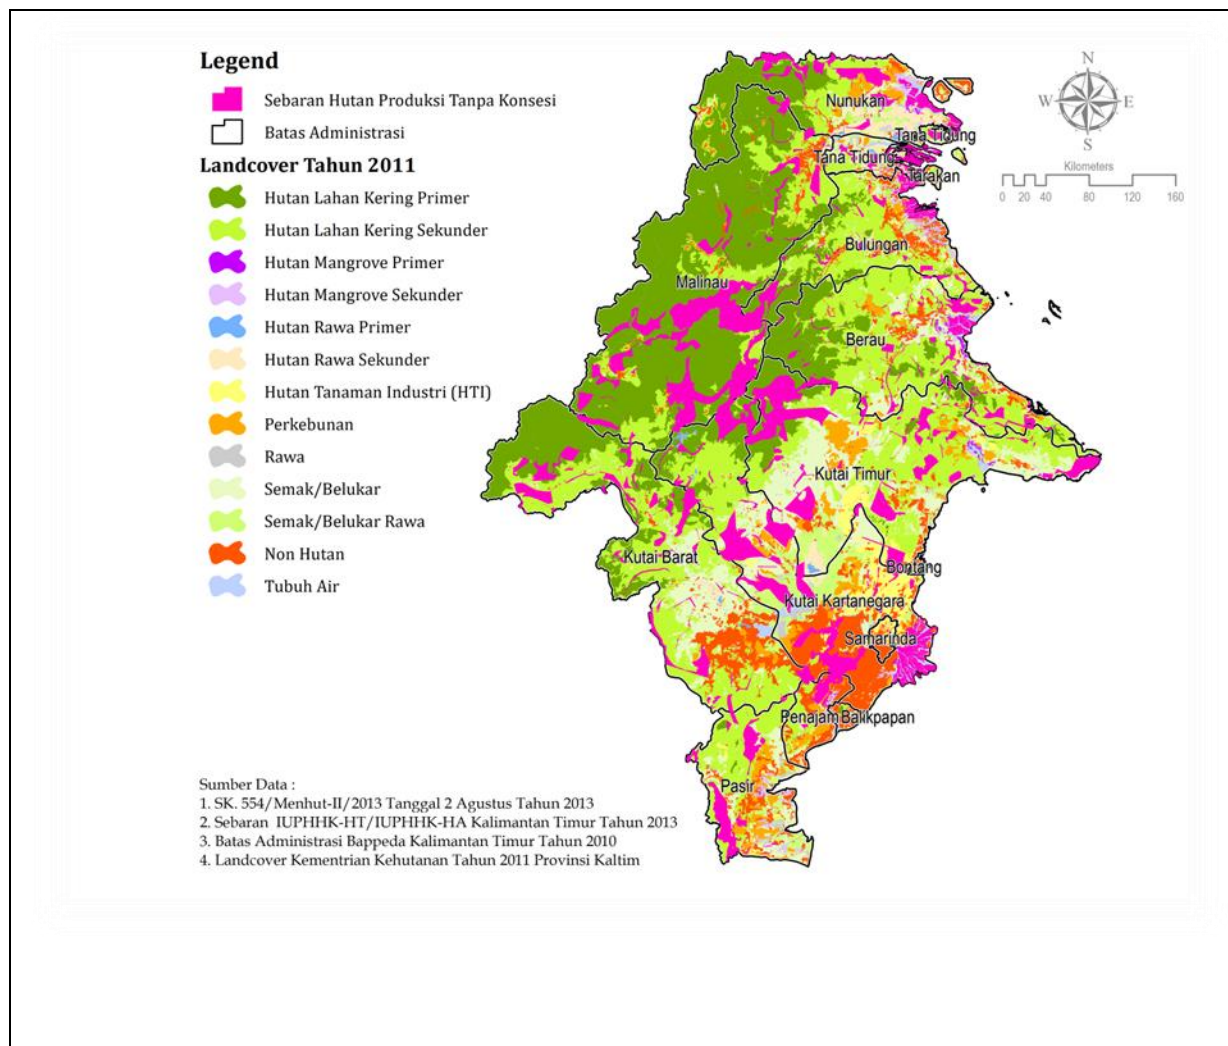 Legend
Sebaran Hutan Produksi Tanpa Konsesi
Batas Administrasi
Landcover Tahun 2011
Hutan Lahan Kering Primer
Hutan Lahan Kering Sekunder
Hutan Mangrove Primer
Hutan Mangrove Sekunder
Hutan Rawa Primer
Hutan Rawa Sekunder
Hutan Tanaman Industri (HTI)
Perkebunan
Rawa
Semak/Belukar
Semak/Belukar Rawa
Non Hutan
Tubuh Air
N
W E
S
Kilometers
0 20 40 80 120 160
Nunukan
Tana Tidung
Tana Tidung
Tarakan
Bulungan
Malinau
Berau
Kutai Timur
Kutai Barat
Bontang
Kutai Kartanegara
Samarinda
Penajam Balikpapan
Pasir
Sumber Data :
1. SK. 554/Menhut-II/2013 Tanggal 2 Agustus Tahun 2013
2. Sebaran IUPHHK-HT/IUPHHK-HA Kalimantan Timur Tahun 2013
3. Batas Administrasi Bappeda Kalimantan Timur Tahun 2010
4. Landcover Kementrian Kehutanan Tahun 2011 Provinsi Kaltim